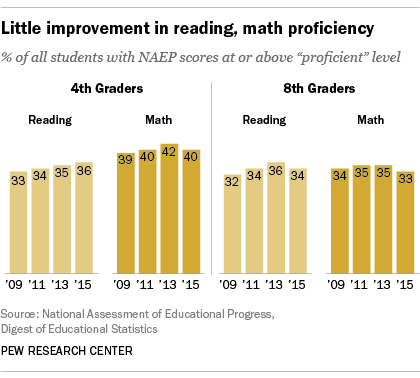 Little improvement in reading, math proficiency
% of all students with NAEP scores at or above “proficient” level
4th Graders
8th Graders
Reading
Math
Reading
Math
33 34 35 36
39 40 42 40
32 34 36 34
34 35 35 33
’09 ’11 ’13 ’15
’09 ’11 ’13 ’15
’09 ’11 ’13 ’15
’09 ’11 ’13 ’15
Source: National Assessment of Educational Progress,
Digest of Educational Statistics
PEW RESEARCH CENTER